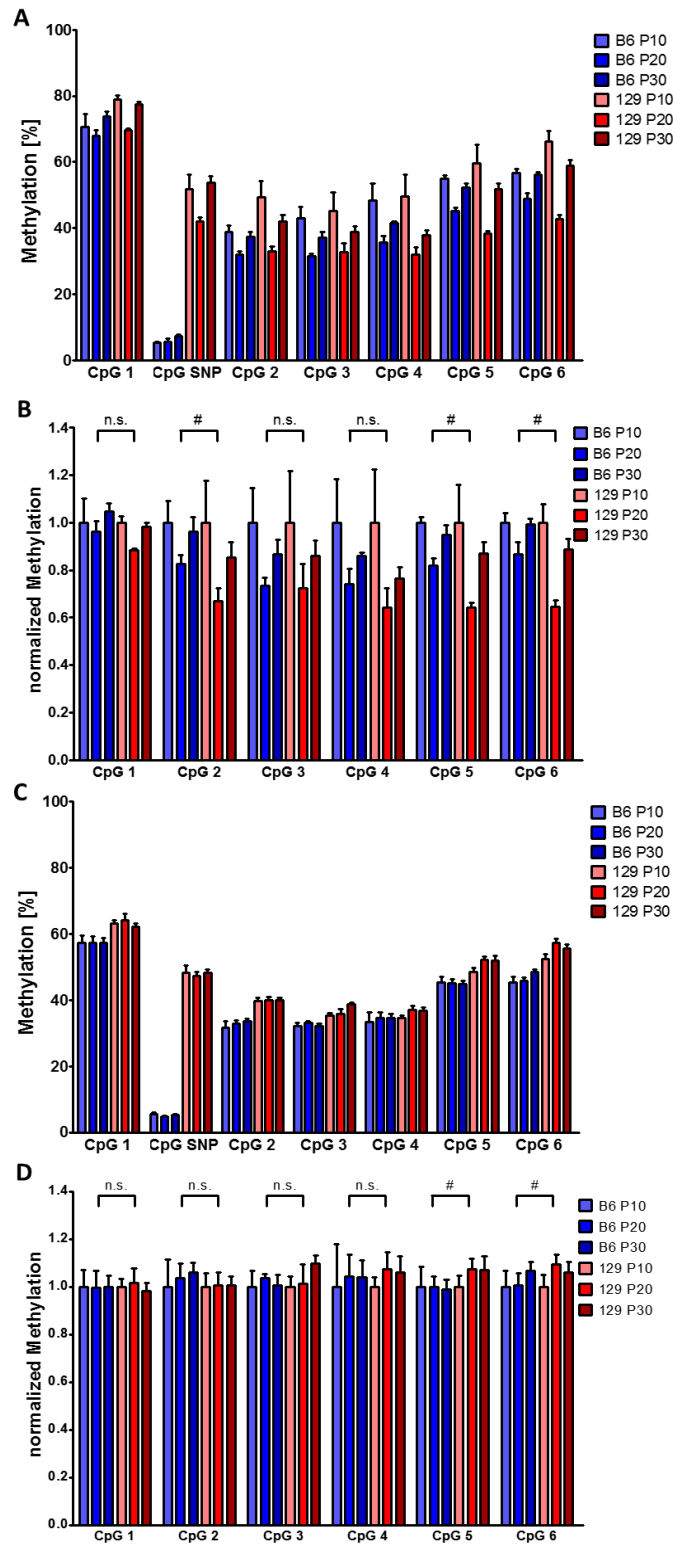 A
Methylation [%]
100
80
60
40
20
0
CpG 1 CpG SNP CpG 2 CpG 3 CpG 4 CpG 5 CpG 6
B6 P10
B6 P20
B6 P30
129 P10
129 P20
129 P30
B
normalized Methylation
1.4
1.2
1.0
0.8
0.6
0.4
0.2
0.0
n.s. # n.s. n.s. # #
CpG 1 CpG 2 CpG 3 CpG 4 CpG 5 CpG 6
B6 P10
B6 P20
B6 P30
129 P10
129 P20
129 P30
C
Methylation [%]
100
80
60
40
20
0
CpG 1 CpG SNP CpG 2 CpG 3 CpG 4 CpG 5 CpG 6
B6 P10
B6 P20
B6 P30
129 P10
129 P20
129 P30
D
normalized Methylation
1.4
1.2
1.0
0.8
0.6
0.4
0.2
0.0
n.s. n.s. n.s. n.s. # #
CpG 1 CpG 2 CpG 3 CpG 4 CpG 5 CpG 6
B6 P10
B6 P20
B6 P30
129 P10
129 P20
129 P30